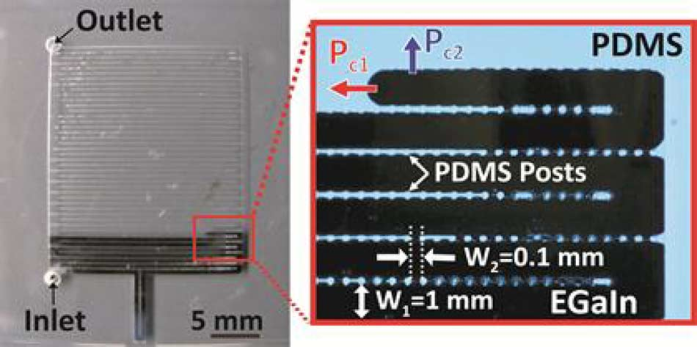 Outlet
Inlet
5 mm
PDMS
Pc1
Pc2
PDMS Posts
W2=0.1 mm
W1=1 mm
EGaIn